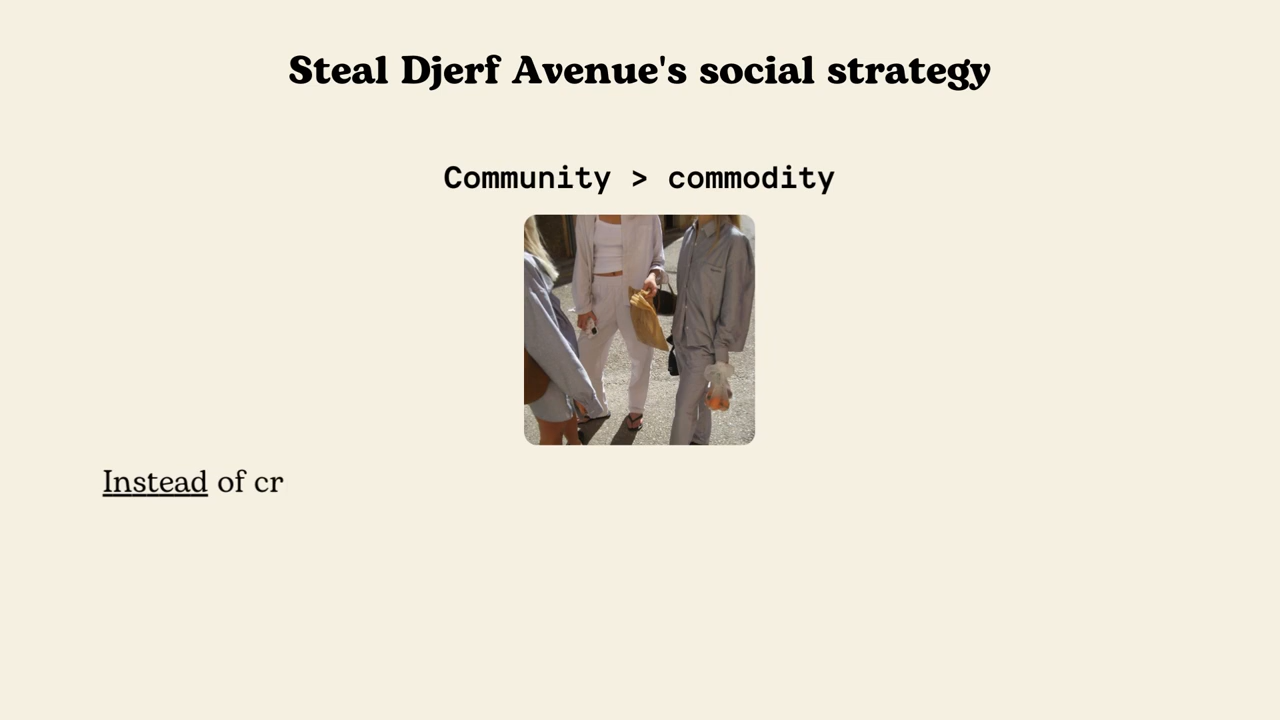 Steal Djerf Avenue's social strategy
Community > commodity
Instead of cr